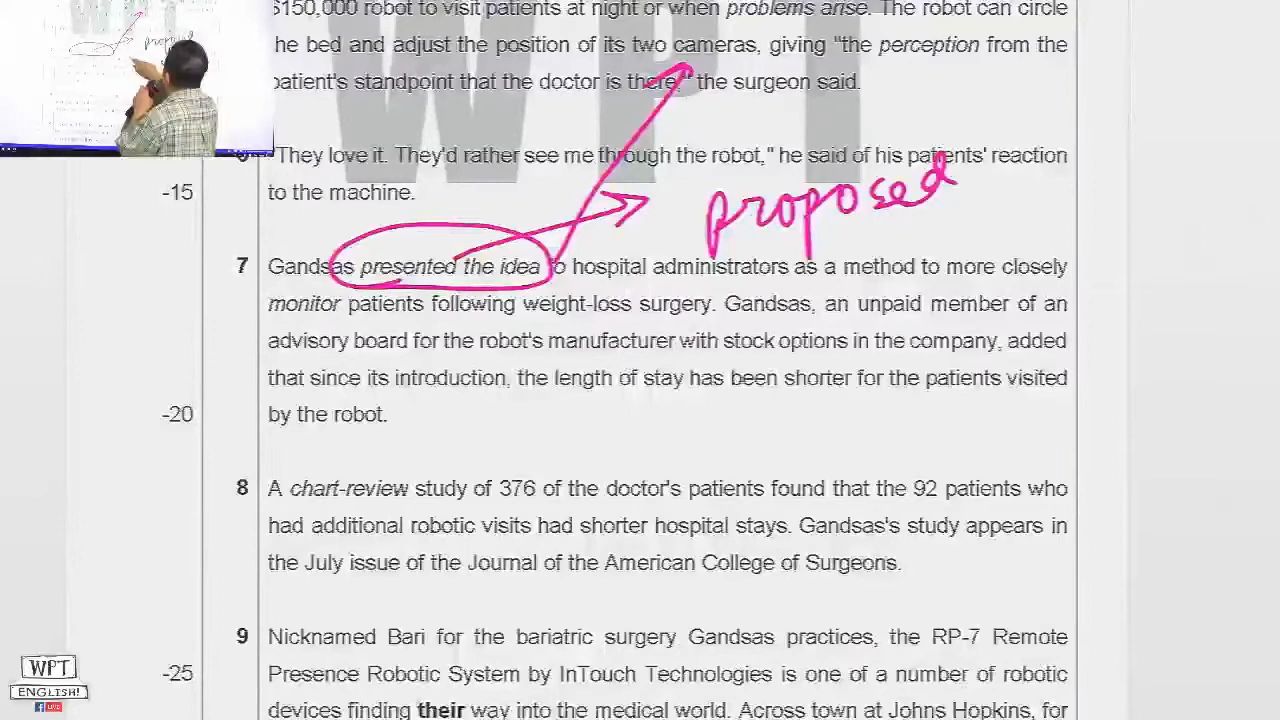 $150,000 robot to visit patients at night or when problems arise. The robot can circle
he bed and adjust the position of its two cameras, giving "the perception from the
patient's standpoint that the doctor is there," the surgeon said.
"They love it. They'd rather see me through the robot," he said of his patients' reaction
-15 to the machine.
proposed
7 Gandsas presented the idea to hospital administrators as a method to more closely
monitor patients following weight-loss surgery. Gandsas, an unpaid member of an
advisory board for the robot's manufacturer with stock options in the company, added
that since its introduction, the length of stay has been shorter for the patients visited
-20 by the robot.
8 A chart-review study of 376 of the doctor's patients found that the 92 patients who
had additional robotic visits had shorter hospital stays. Gandsas's study appears in
the July issue of the Journal of the American College of Surgeons.
9 Nicknamed Bari for the bariatric surgery Gandsas practices, the RP-7 Remote
-25 Presence Robotic System by InTouch Technologies is one of a number of robotic
devices finding their way into the medical world. Across town at Johns Hopkins, for
WPT
WPT
ENGLISH!
LIVE